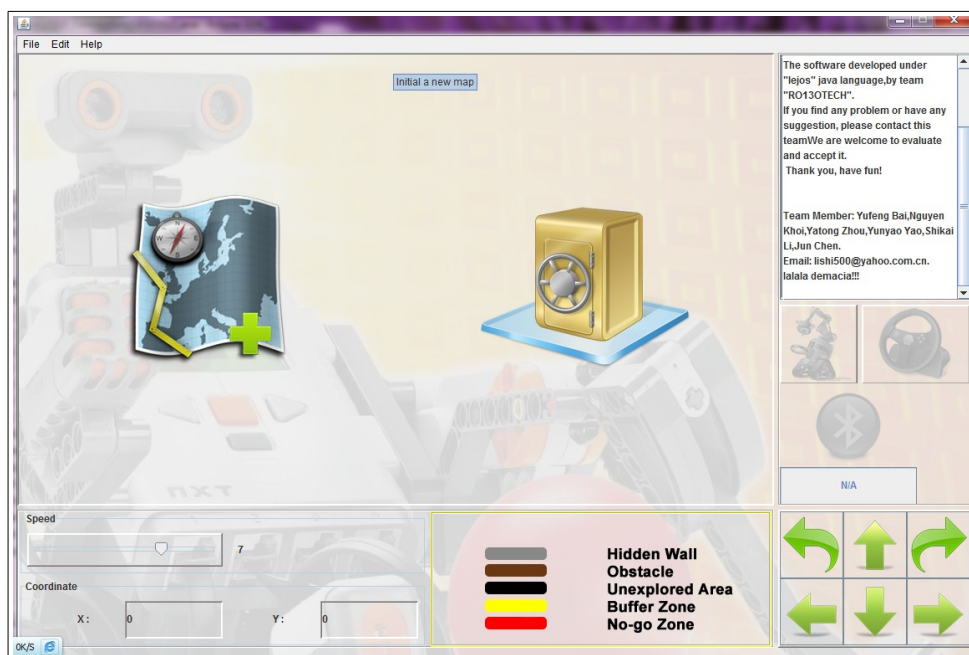 File Edit Help
Initial a new map
The software developed under
"lejos" java language,by team
"RO13OTECH".
If you find any problem or have any
suggestion, please contact this
teamWe are welcome to evaluate
and accept it.
Thank you, have fun!
Team Member: Yufeng Bai,Nguyen
Khoi,Yatong Zhou,Yunyao Yao,Shikai
Li,Jun Chen.
Email: lishi500@yahoo.com.cn.
lalala demacia!!!
N W E S
NXT
N/A
Speed
7
Coordinate
X: 0 Y: 0
Hidden Wall
Obstacle
Unexplored Area
Buffer Zone
No-go Zone
0K/S